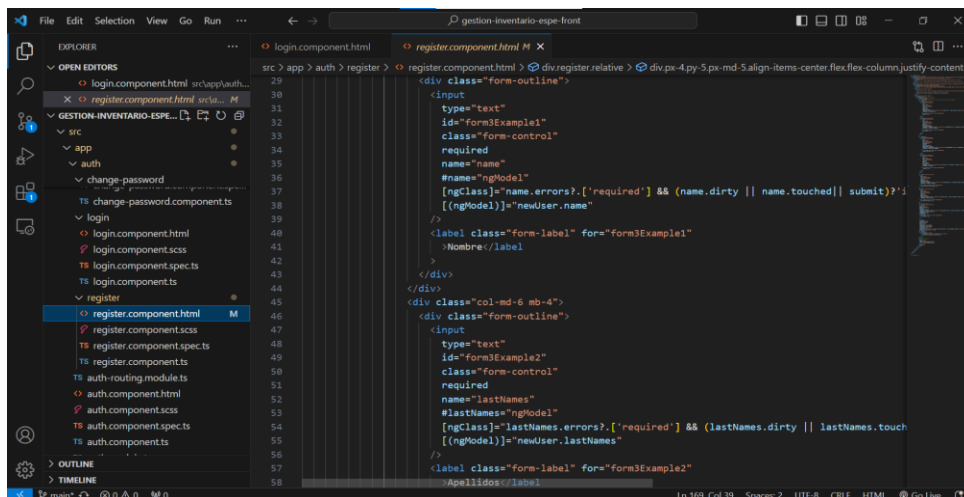 File Edit Selection View Go Run ...
gestion-inventario-espe-front
EXPLORER
OPEN EDITORS
login.component.html src\app\auth...
register.component.html src\a... M
GESTION-INVENTARIO-ESPE...
src
app
auth
change-password
TS change-password.component.ts
login
login.component.html
login.component.scss
TS login.component.spec.ts
TS login.component.ts
register
register.component.html M
register.component.scss
TS register.component.spec.ts
TS register.component.ts
TS auth-routing.module.ts
auth.component.html
auth.component.scss
TS auth.component.spec.ts
TS auth.component.ts
OUTLINE
TIMELINE
login.component.html register.component.html M
src > app > auth > register > register.component.html > div.register.relative > div.px-4.py-5.px-md-5.align-items-center.flex.flex-column.justify-content
29 <div class="form-outline">
30 <input
31 type="text"
32 id="form3Example1"
33 class="form-control"
34 required
35 name="name"
36 #name="ngModel"
37 [ngClass]="name.errors?.['required'] && (name.dirty || name.touched|| submit)?'i
38 [(ngModel)]="newUser.name"
39 />
40 <label class="form-label" for="form3Example1"
41 >Nombre</label
42 >
43 </div>
44 </div>
45 <div class="col-md-6 mb-4">
46 <div class="form-outline">
47 <input
48 type="text"
49 id="form3Example2"
50 class="form-control"
51 required
52 name="lastNames"
53 #lastNames="ngModel"
54 [ngClass]="lastNames.errors?.['required'] && (lastNames.dirty || lastNames.touch
55 [(ngModel)]="newUser.lastNames"
56 />
57 <label class="form-label" for="form3Example2"
58 >Apellidos</label
main* 0 0 0 Ln 169, Col 39 Spaces: 2 UTF-8 CRLF HTML Go Live